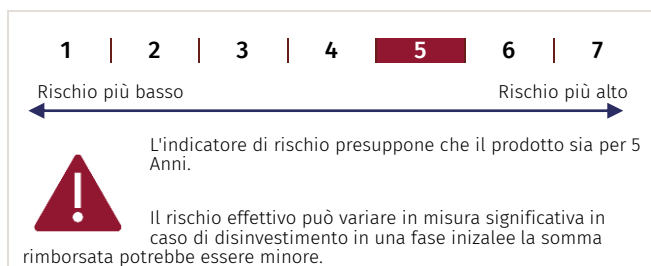 1 2 3 4 5 6 7
Rischio più basso Rischio più alto
L'indicatore di rischio presuppone che il prodotto sia per 5
Anni.
Il rischio effettivo può variare in misura significativa in
caso di disinvestimento in una fase inizalee la somma
rimborsata potrebbe essere minore.